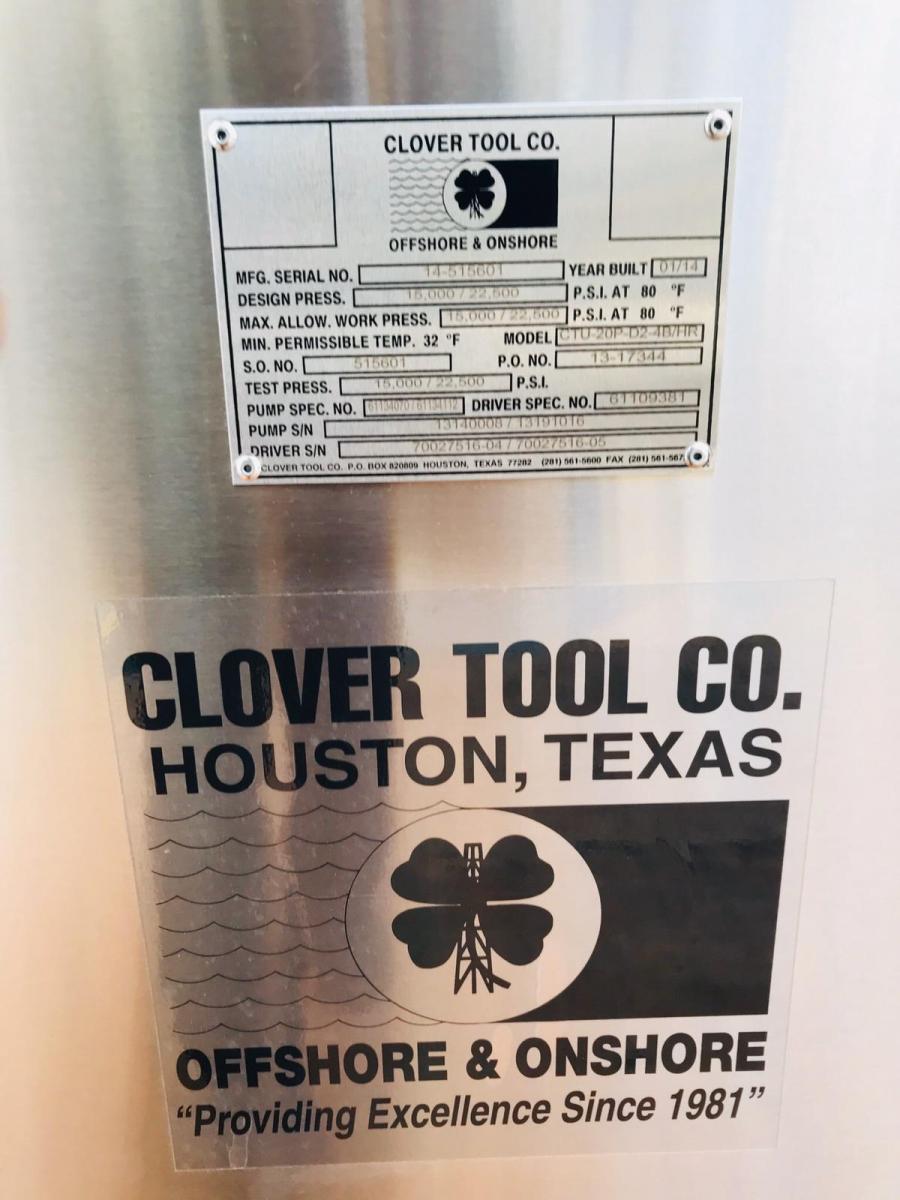 CLOVER TOOL CO.
OFFSHORE & ONSHORE
MFG. SERIAL NO. 14-515601 YEAR BUILT 01/14
DESIGN PRESS. 15,000 / 22,500 P.S.I. AT 80 °F
MAX. ALLOW. WORK PRESS. 15,000 / 22,500 P.S.I. AT 80 °F
MIN. PERMISSIBLE TEMP. 32 °F MODEL CTU-20P-D2-4B/HR
S.O. NO. 515601 P.O. NO. 13-17344
TEST PRESS. 15,000 / 22,500 P.S.I.
PUMP SPEC. NO. 61134070 / 61134112 DRIVER SPEC. NO. 61109381
PUMP S/N 13140008 / 13191016
DRIVER S/N 70027516-04 / 70027516-05
CLOVER TOOL CO. P.O. BOX 820809 HOUSTON, TEXAS 77282 (281) 561-5600 FAX (281)
CLOVER TOOL CO.
HOUSTON, TEXAS
OFFSHORE & ONSHORE
“Providing Excellence Since 1981”